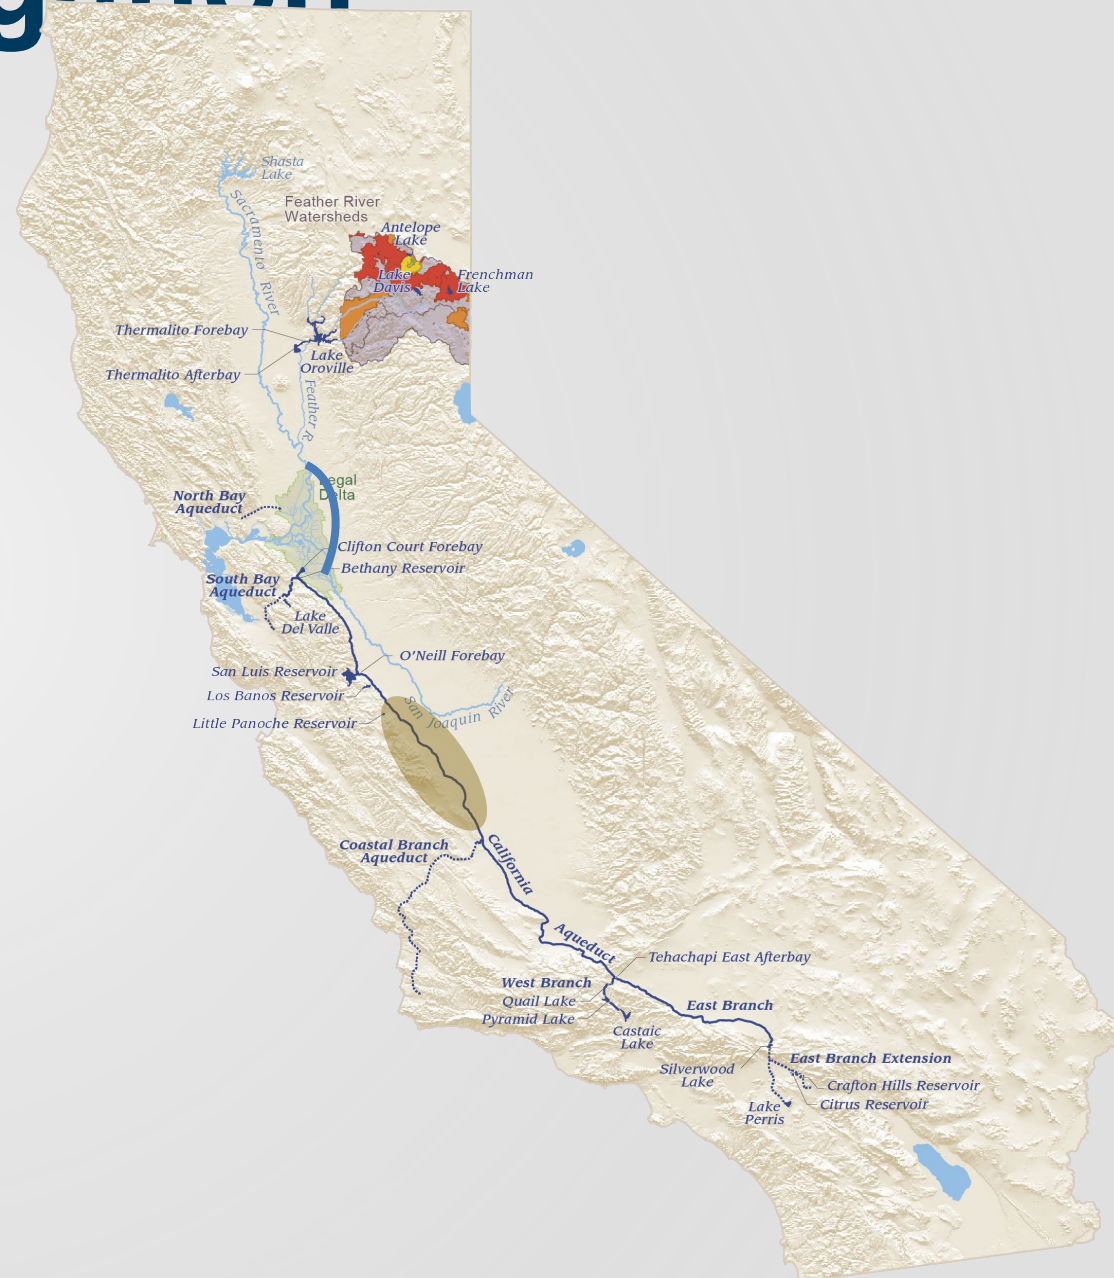 Shasta
Lake
Sacramento River
Feather River
Watersheds
Antelope
Lake
Lake
Davis
Frenchman
Lake
Thermalito Forebay
Lake
Oroville
Thermalito Afterbay
Feather R
Legal
Delta
North Bay
Aqueduct
Clifton Court Forebay
Bethany Reservoir
South Bay
Aqueduct
Lake
Del Valle
O'Neill Forebay
San Luis Reservoir
Los Banos Reservoir
San Joaquin River
Little Panoche Reservoir
Coastal Branch
Aqueduct
California Aqueduct
Tehachapi East Afterbay
West Branch
Quail Lake
Pyramid Lake
East Branch
Castaic
Lake
East Branch Extension
Silverwood
Lake
Crafton Hills Reservoir
Citrus Reservoir
Lake
Perris